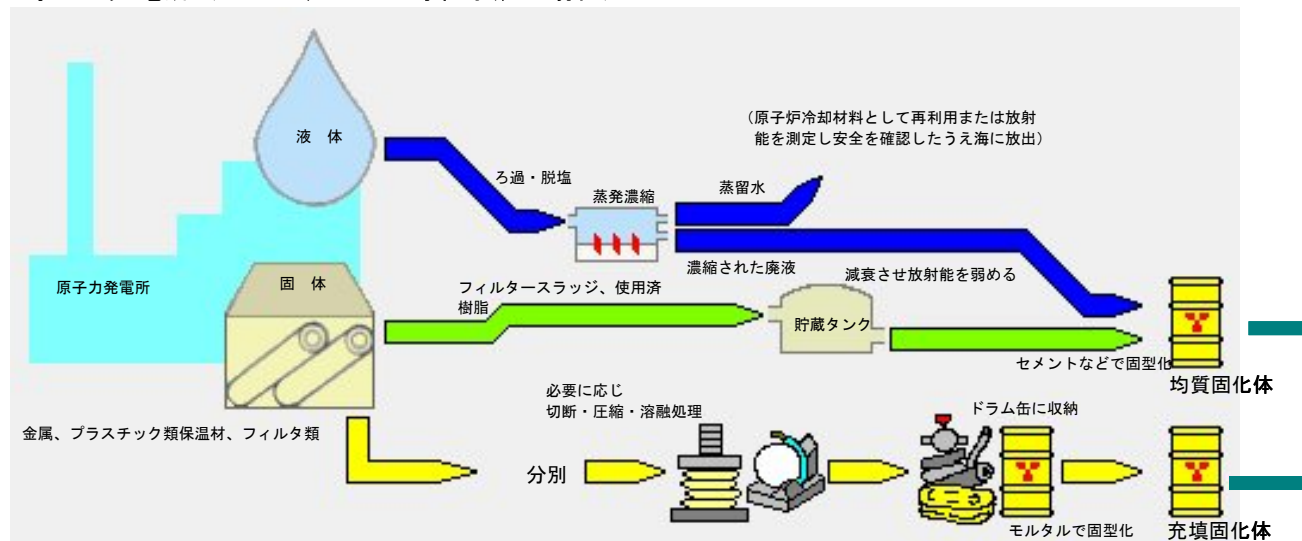 液 体
（原子炉冷却材料として再利用または放射
能を測定し安全を確認したうえ海に放出）
ろ過・脱塩
蒸発濃縮
蒸留水
濃縮された廃液
減衰させ放射能を弱める
原子力発電所
固 体
フィルタースラッジ、使用済
樹脂
貯蔵タンク
セメントなどで固型化
均質固化体
必要に応じ
切断・圧縮・溶融処理
ドラム缶に収納
金属、プラスチック類保温材、フィルタ類
分別
モルタルで固型化
充填固化体